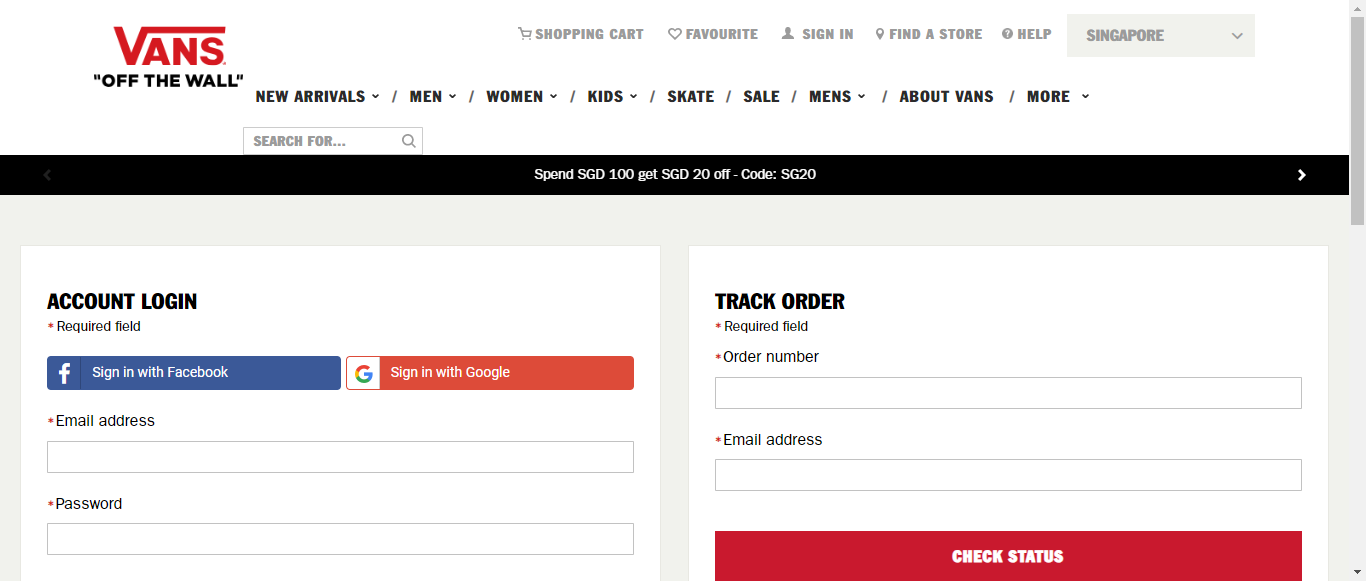 VANS
"OFF THE WALL"
SHOPPING CART FAVOURITE SIGN IN FIND A STORE HELP SINGAPORE
NEW ARRIVALS / MEN / WOMEN / KIDS / SKATE / SALE / MENS / ABOUT VANS / MORE
SEARCH FOR...
Spend SGD 100 get SGD 20 off - Code: SG20
ACCOUNT LOGIN
* Required field
Sign in with Facebook
Sign in with Google
*Email address
*Password
TRACK ORDER
* Required field
*Order number
*Email address
CHECK STATUS